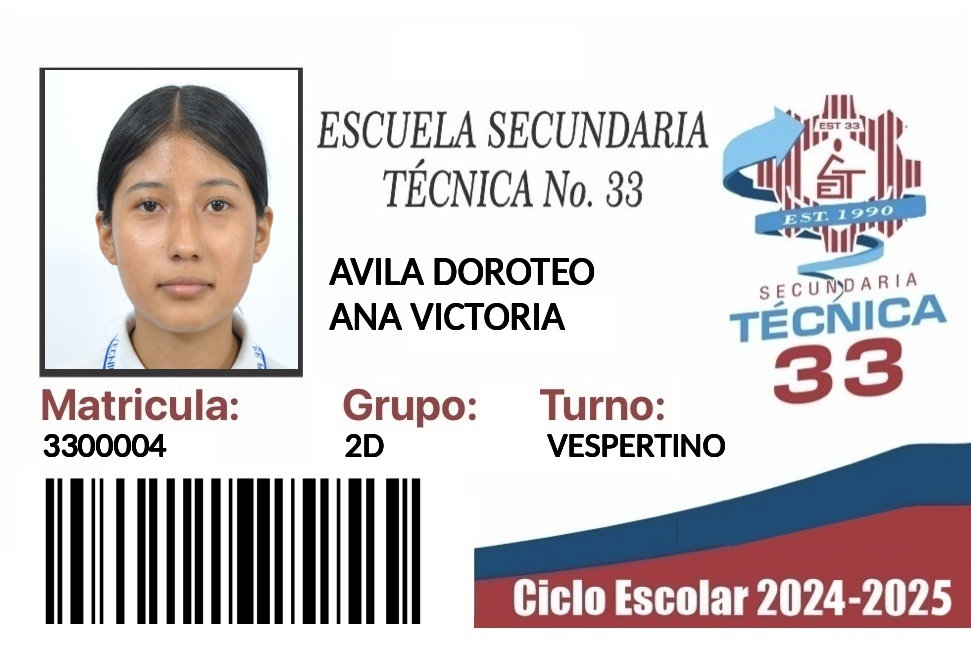 ESCUELA SECUNDARIA
TÉCNICA No. 33
EST 33
EST. 1990
SECUNDARIA
TÉCNICA
33
AVILA DOROTEO
ANA VICTORIA
Matricula: Grupo: Turno:
3300004 2D VESPERTINO
Ciclo Escolar 2024-2025